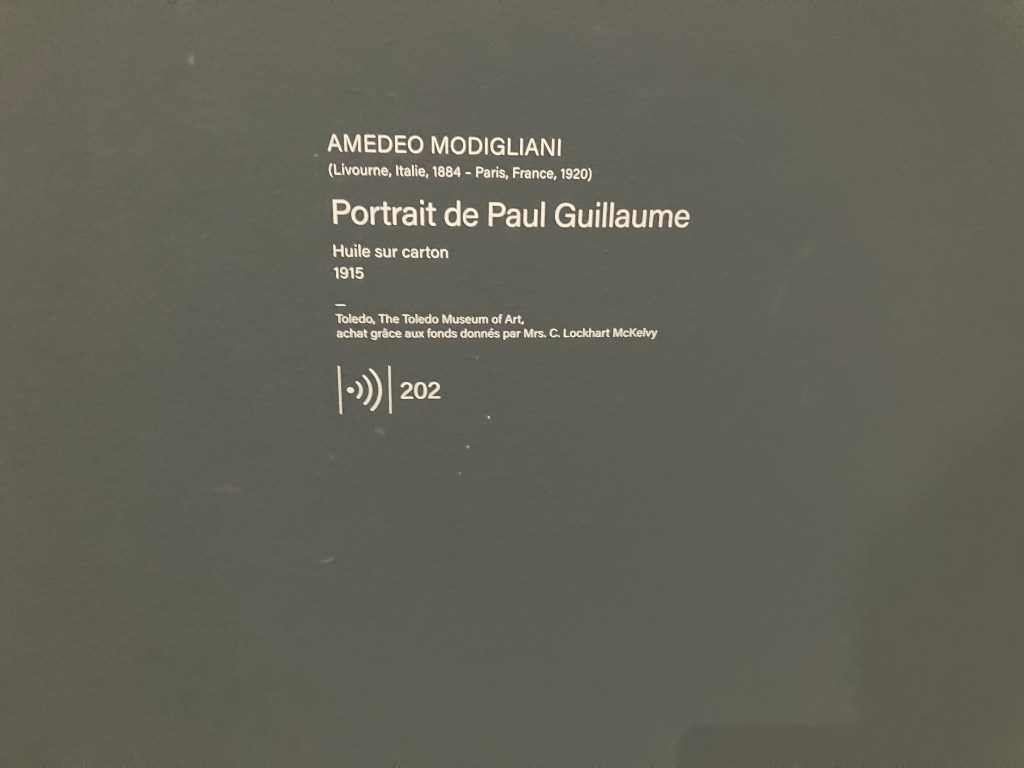 AMEDEO MODIGLIANI
(Livourne, Italie, 1884 - Paris, France, 1920)
Portrait de Paul Guillaume
Huile sur carton
1915
Toledo, The Toledo Museum of Art,
achat grâce aux fonds donnés par Mrs. C. Lockhart McKelvy
202